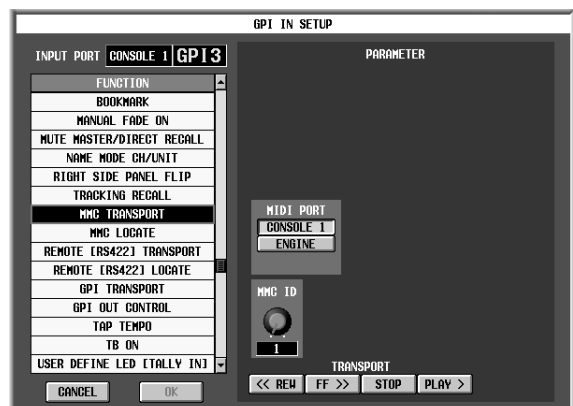 GPI IN SETUP
INPUT PORT CONSOLE 1 GPI3
FUNCTION
BOOKMARK
MANUAL FADE ON
MUTE MASTER/DIRECT RECALL
NAME MODE CH/UNIT
RIGHT SIDE PANEL FLIP
TRACKING RECALL
MMC TRANSPORT
MMC LOCATE
REMOTE [RS422] TRANSPORT
REMOTE [RS422] LOCATE
GPI TRANSPORT
GPI OUT CONTROL
TAP TEMPO
TB ON
USER DEFINE LED [TALLY IN]
CANCEL
OK
PARAMETER
MIDI PORT
CONSOLE 1
ENGINE
MMC ID
1
TRANSPORT
<< REW FF >> STOP PLAY >